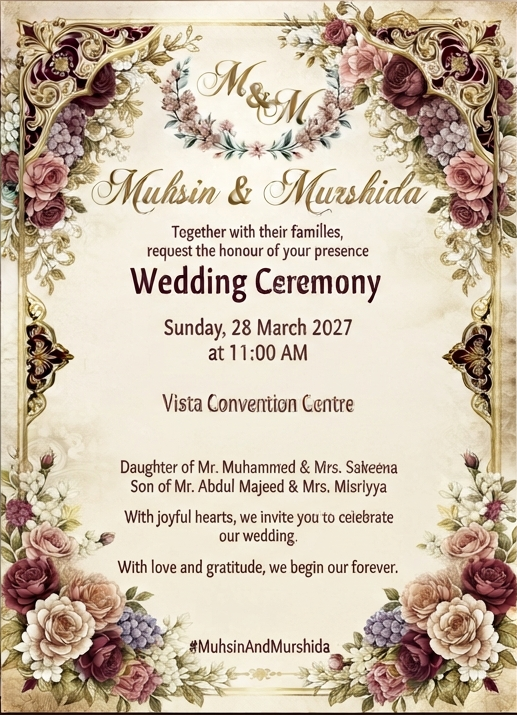 M & M
Muhsin & Murshida
Together with their families,
request the honour of your presence
Wedding Ceremony
Sunday, 28 March 2027
at 11:00 AM
Vista Convention Centre
Daughter of Mr. Muhammed & Mrs. Sakeena
Son of Mr. Abdul Majeed & Mrs. Misriyya
With joyful hearts, we invite you to celebrate
our wedding.
With love and gratitude, we begin our forever.
#MuhsinAndMurshida